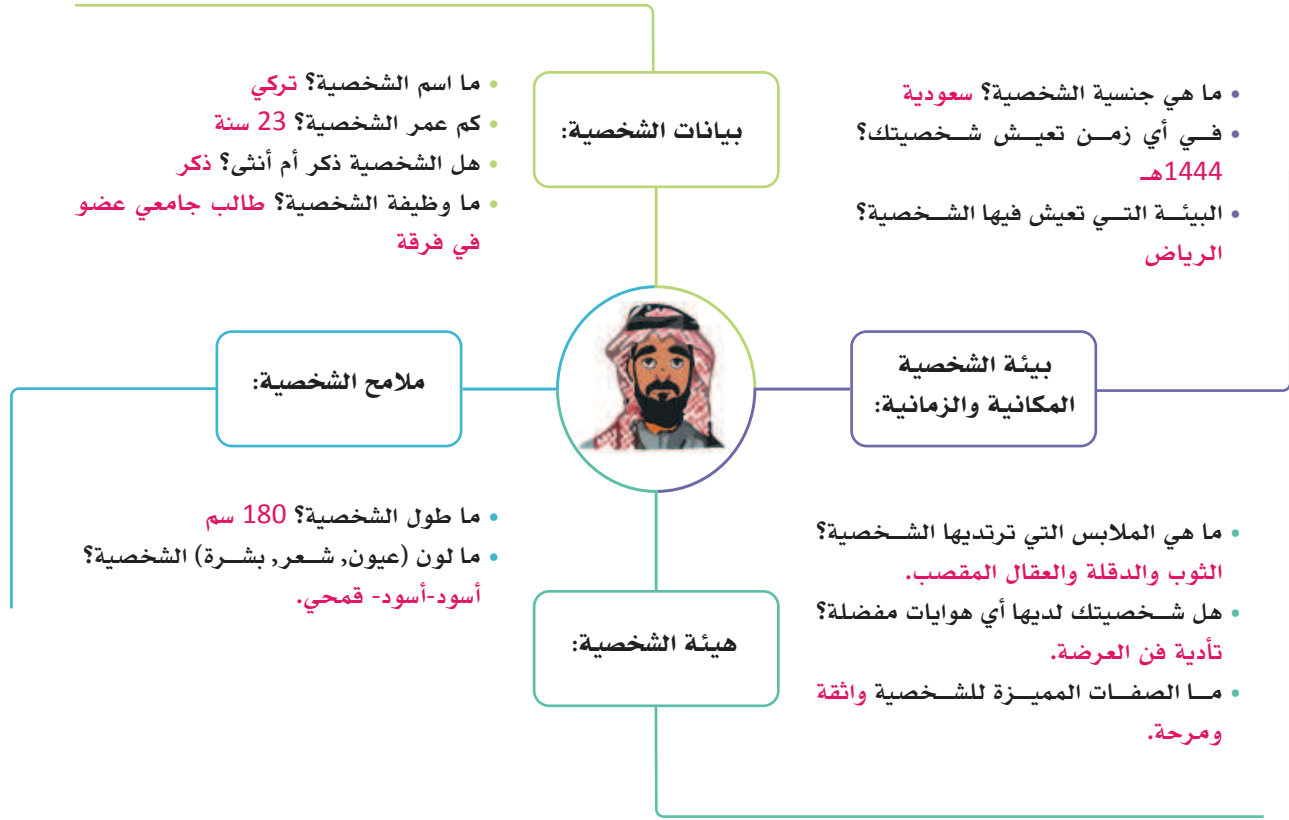 بيانات الشخصية:
ما اسم الشخصية؟ تركي
كم عمر الشخصية؟ 23 سنة
هل الشخصية ذكر أم أنثى؟ ذكر
ما وظيفة الشخصية؟ طالب جامعي عضو
في فرقة
بيئة الشخصية
المكانية والزمانية:
ما هي جنسية الشخصية؟ سعودية
في أي زمن تعيش شخصيتك؟
1444هـ
البيئة التي تعيش فيها الشخصية؟
الرياض
ملامح الشخصية:
ما طول الشخصية؟ 180 سم
ما لون (عيون, شعر, بشرة) الشخصية؟
أسود-أسود- قمحي.
هيئة الشخصية:
ما هي الملابس التي ترتديها الشخصية؟
الثوب والدقلة والعقال المقصب.
هل شخصيتك لديها أي هوايات مفضلة؟
تأدية فن العرضة.
ما الصفات المميزة للشخصية واثقة
ومرحة.